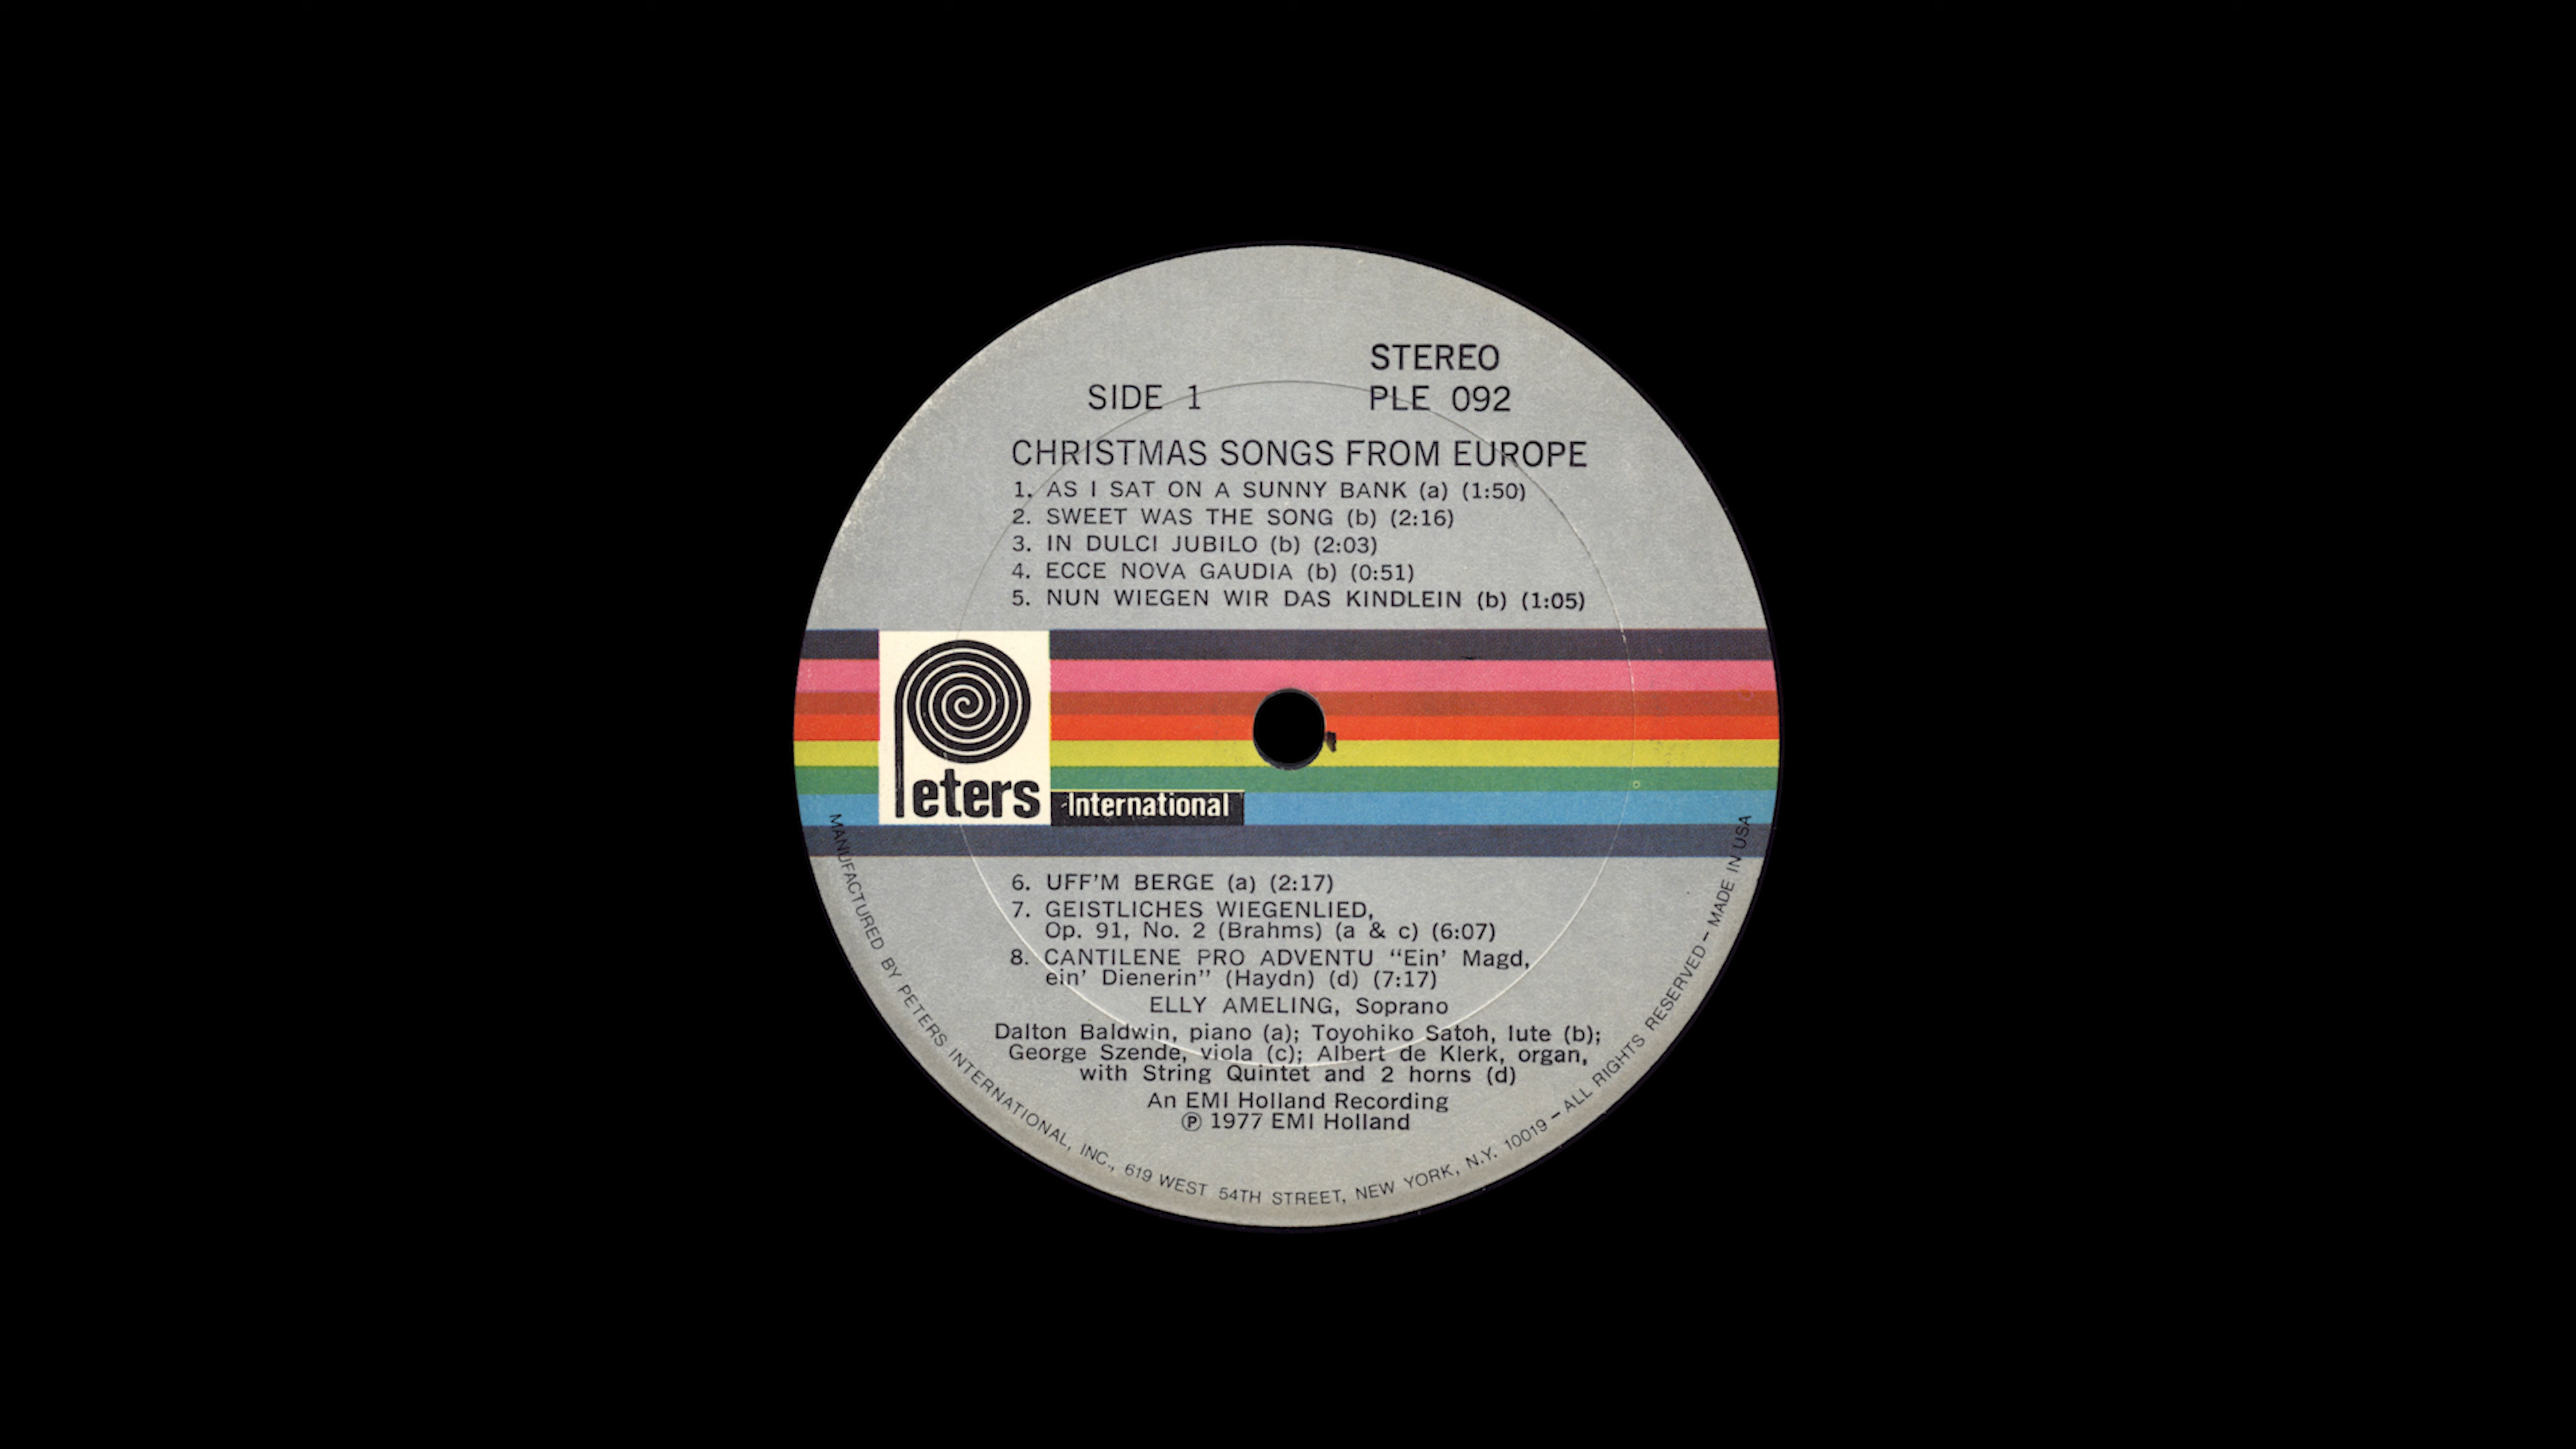 STEREO
SIDE 1 PLE 092
CHRISTMAS SONGS FROM EUROPE
1. AS I SAT ON A SUNNY BANK (a) (1:50)
2. SWEET WAS THE SONG (b) (2:16)
3. IN DULCI JUBILO (b) (2:03)
4. ECCE NOVA GAUDIA (b) (0:51)
5. NUN WIEGEN WIR DAS KINDLEIN (b) (1:05)
Peters International
6. UFF'M BERGE (a) (2:17)
7. GEISTLICHES WIEGENLIED,
Op. 91, No. 2 (Brahms) (a & c) (6:07)
8. CANTILENE PRO ADVENTU “Ein' Magd,
ein' Dienerin” (Haydn) (d) (7:17)
ELLY AMELING, Soprano
Dalton Baldwin, piano (a); Toyohiko Satoh, lute (b);
George Szende, viola (c); Albert de Klerk, organ,
with String Quintet and 2 horns (d)
An EMI Holland Recording
℗ 1977 EMI Holland
MANUFACTURED BY PETERS INTERNATIONAL, INC., 619 WEST 54TH STREET, NEW YORK, N.Y. 10019 – ALL RIGHTS RESERVED – MADE IN USA